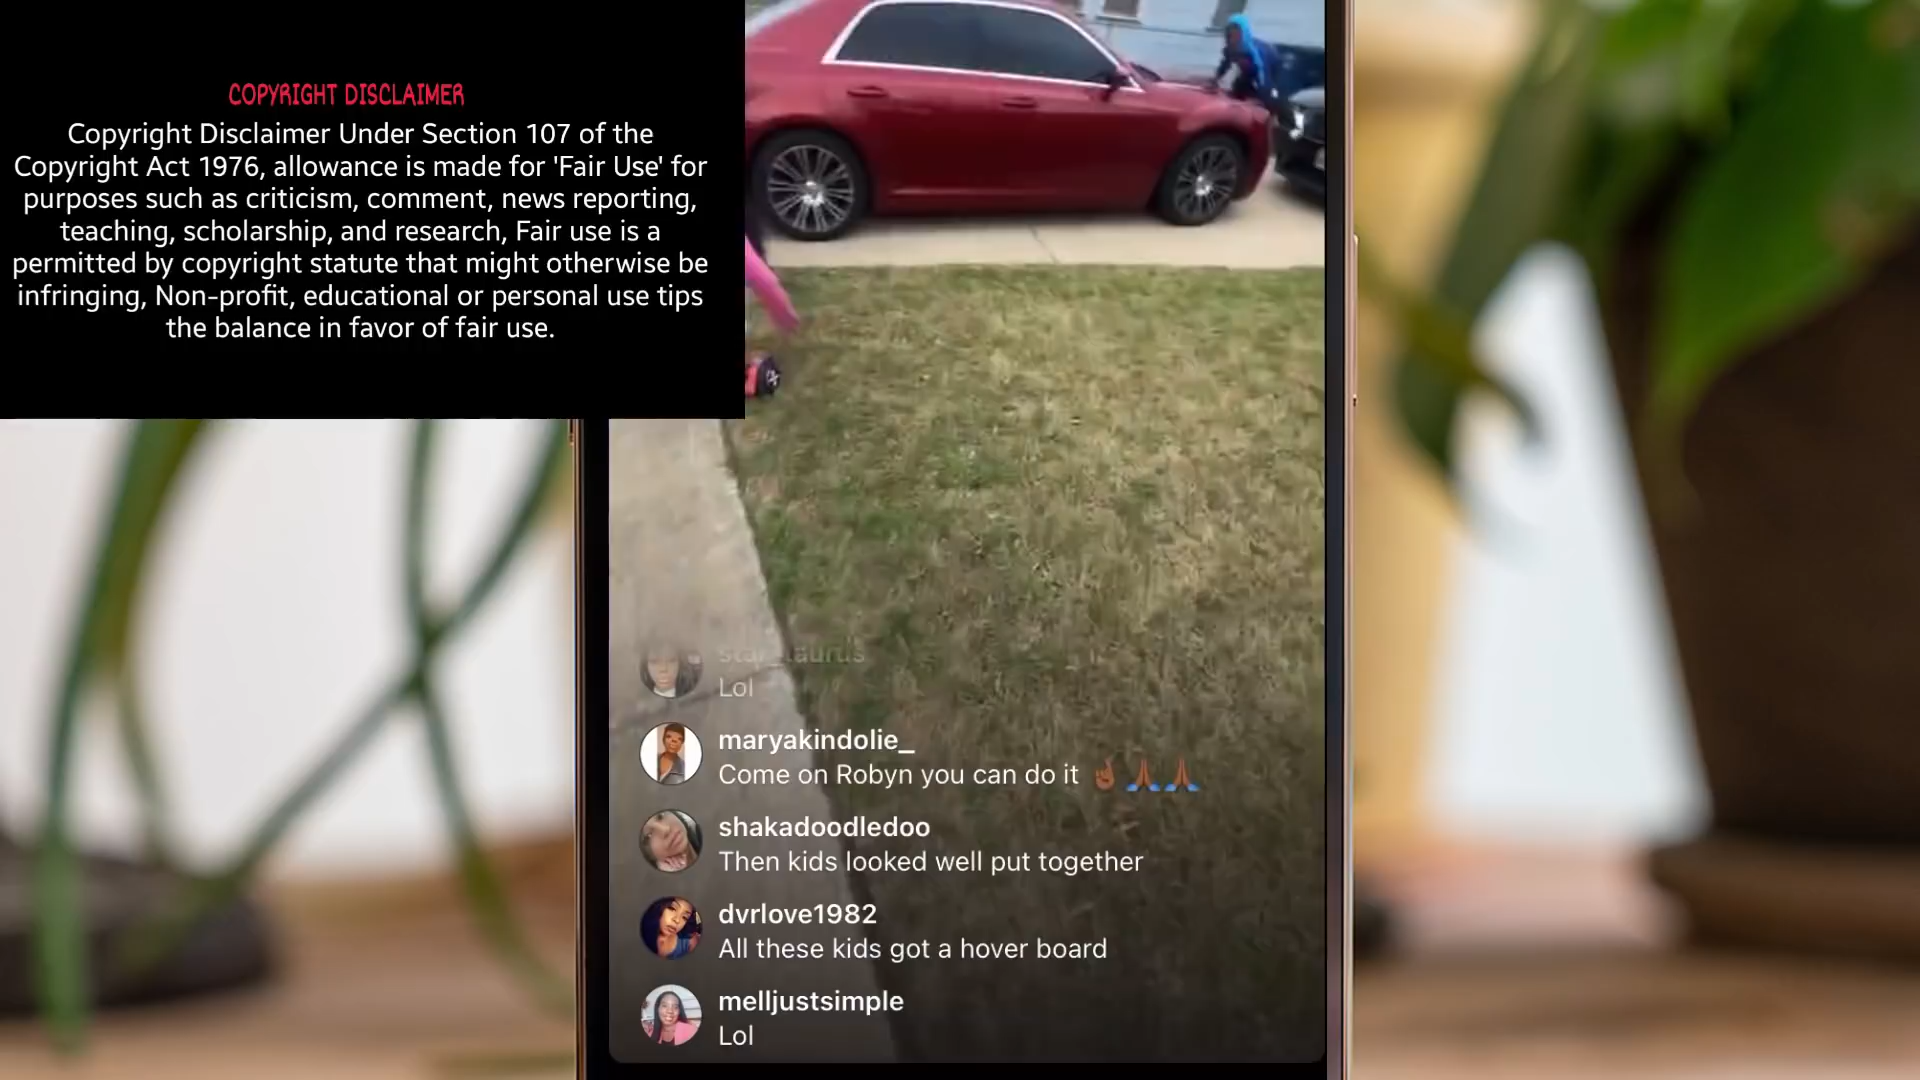 COPYRIGHT DISCLAIMER
Copyright Disclaimer Under Section 107 of the
Copyright Act 1976, allowance is made for 'Fair Use' for
purposes such as criticism, comment, news reporting,
teaching, scholarship, and research, Fair use is a
permitted by copyright statute that might otherwise be
infringing, Non-profit, educational or personal use tips
the balance in favor of fair use.
star_taurus
Lol
maryakindolie_
Come on Robyn you can do it 🤞🏾🙏🏾🙏🏾
shakadoodledoo
Then kids looked well put together
dvrlove1982
All these kids got a hover board
melljustsimple
Lol